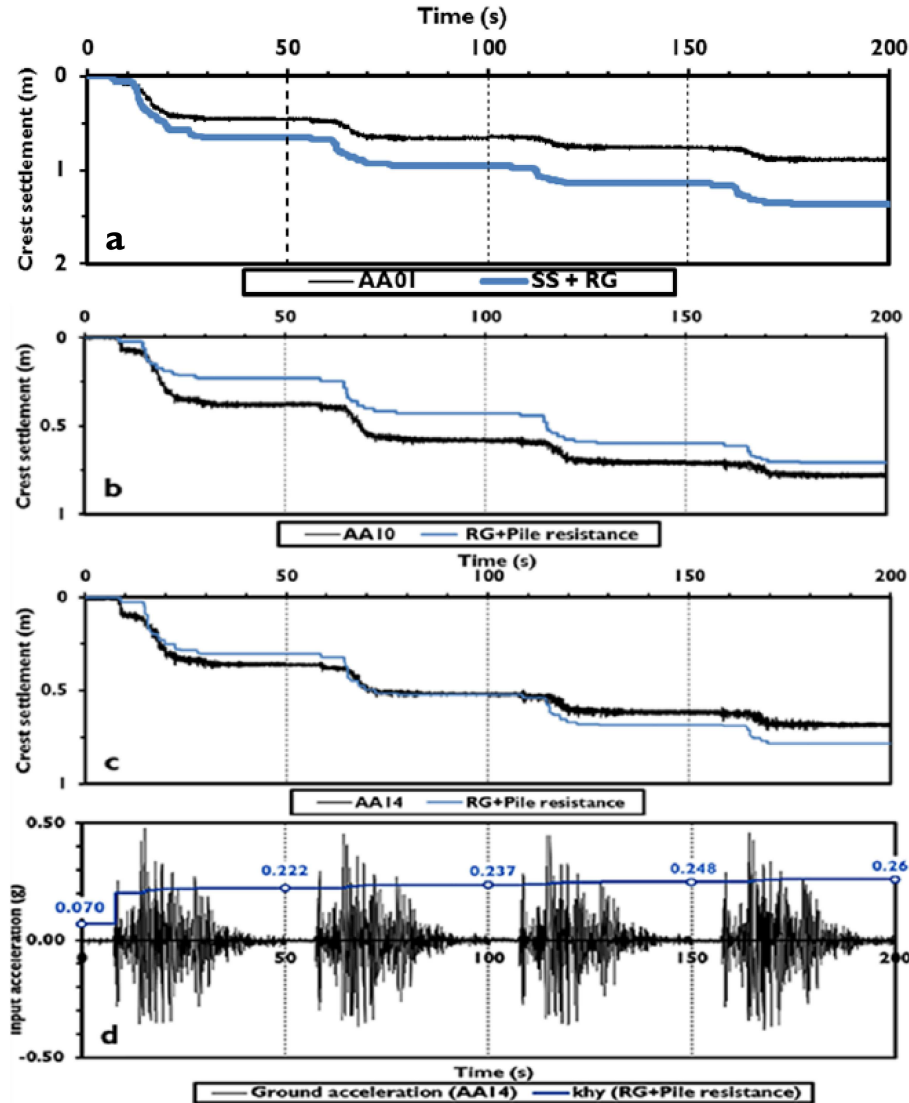 Time (s)
0 50 100 150 200
Crest settlement (m)
0
1
2
a
AA01 SS + RG
0 50 100 150 200
Crest settlement (m)
0
0.5
1
b
AA10 RG+Pile resistance
Time (s)
0 50 100 150 200
Crest settlement (m)
0
0.5
1
c
AA14 RG+Pile resistance
Input acceleration (g)
0.50
0.00
-0.50
0.070 0.222 0.237 0.248 0.26
0 50 100 150 200
d
Time (s)
Ground acceleration (AA14) khy (RG+Pile resistance)